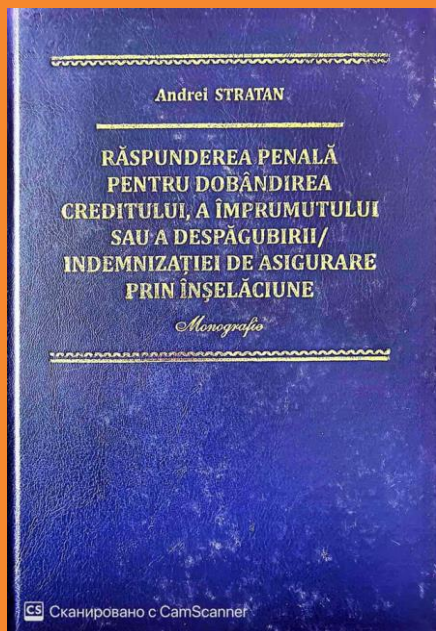 Andrei STRATAN
RĂSPUNDEREA PENALĂ
PENTRU DOBÂNDIREA
CREDITULUI, A ÎMPRUMUTULUI
SAU A DESPĂGUBIRII/
INDEMNIZAȚIEI DE ASIGURARE
PRIN ÎNȘELĂCIUNE
Monografie
CS Сканировано с CamScanner